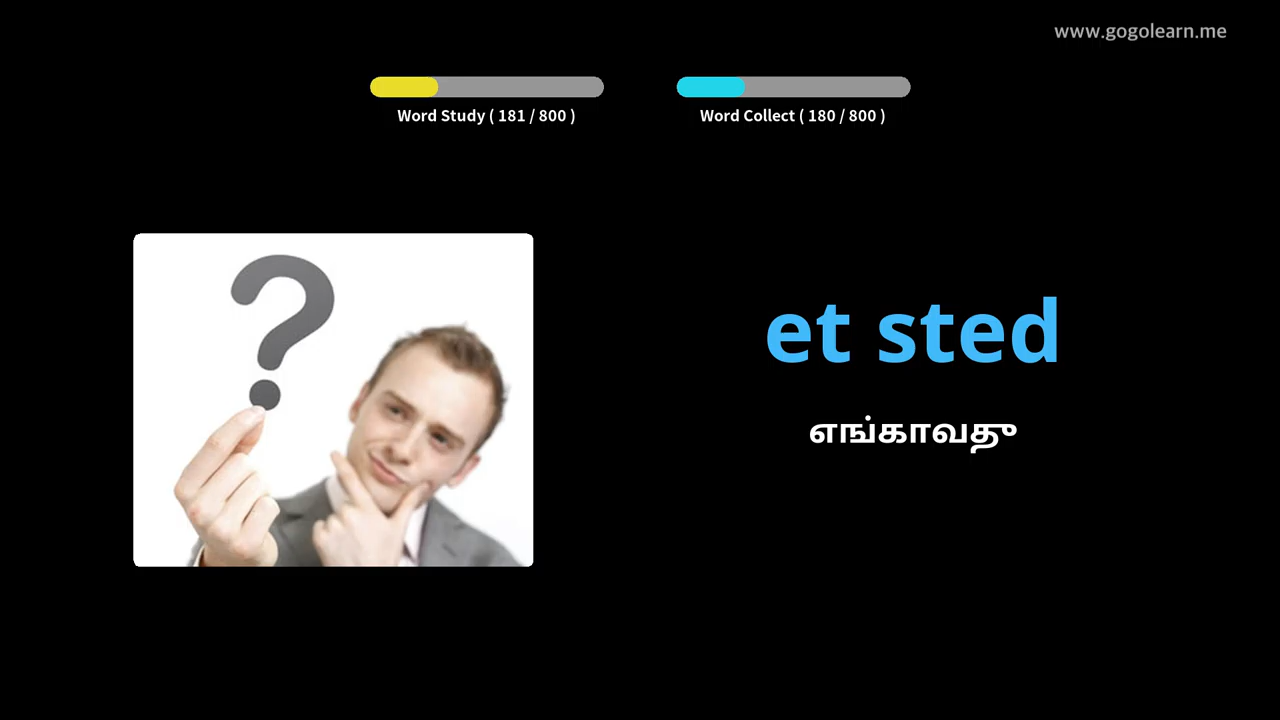 www.gogolearn.me
Word Study ( 181 / 800 )
Word Collect ( 180 / 800 )
et sted
எங்காவது